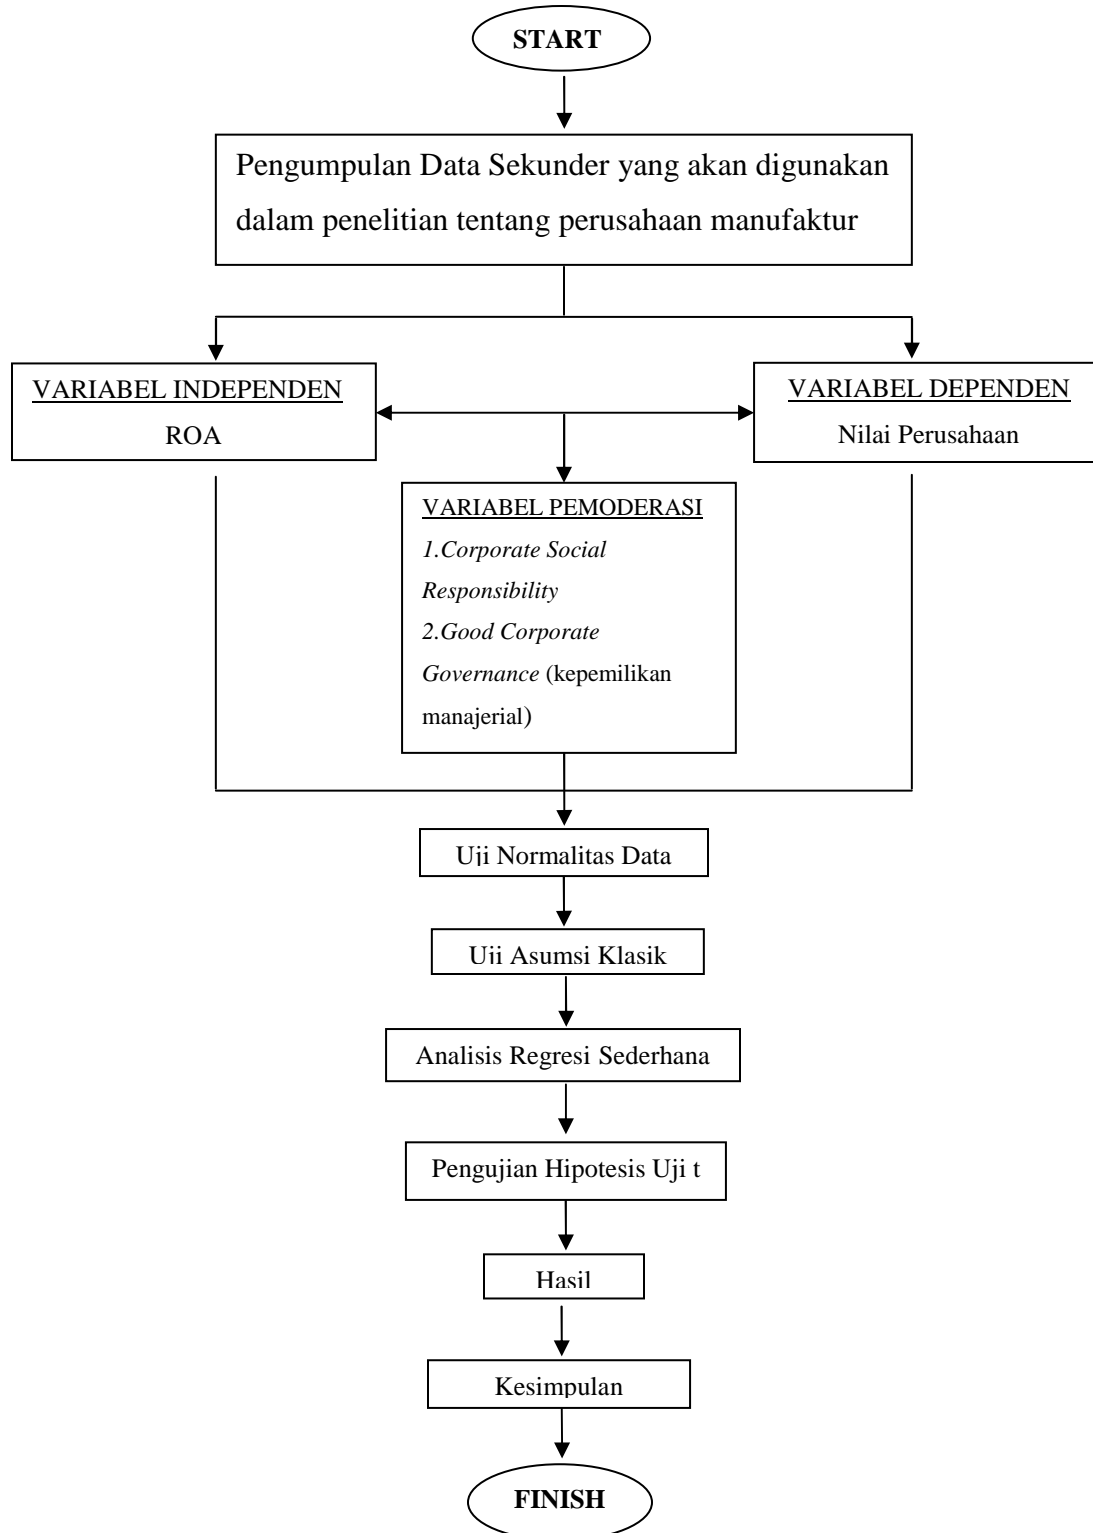 START
Pengumpulan Data Sekunder yang akan digunakan
dalam penelitian tentang perusahaan manufaktur
VARIABEL INDEPENDEN
ROA
VARIABEL DEPENDEN
Nilai Perusahaan
VARIABEL PEMODERASI
1.Corporate Social
Responsibility
2.Good Corporate
Governance (kepemilikan
manajerial)
Uji Normalitas Data
Uji Asumsi Klasik
Analisis Regresi Sederhana
Pengujian Hipotesis Uji t
Hasil
Kesimpulan
FINISH